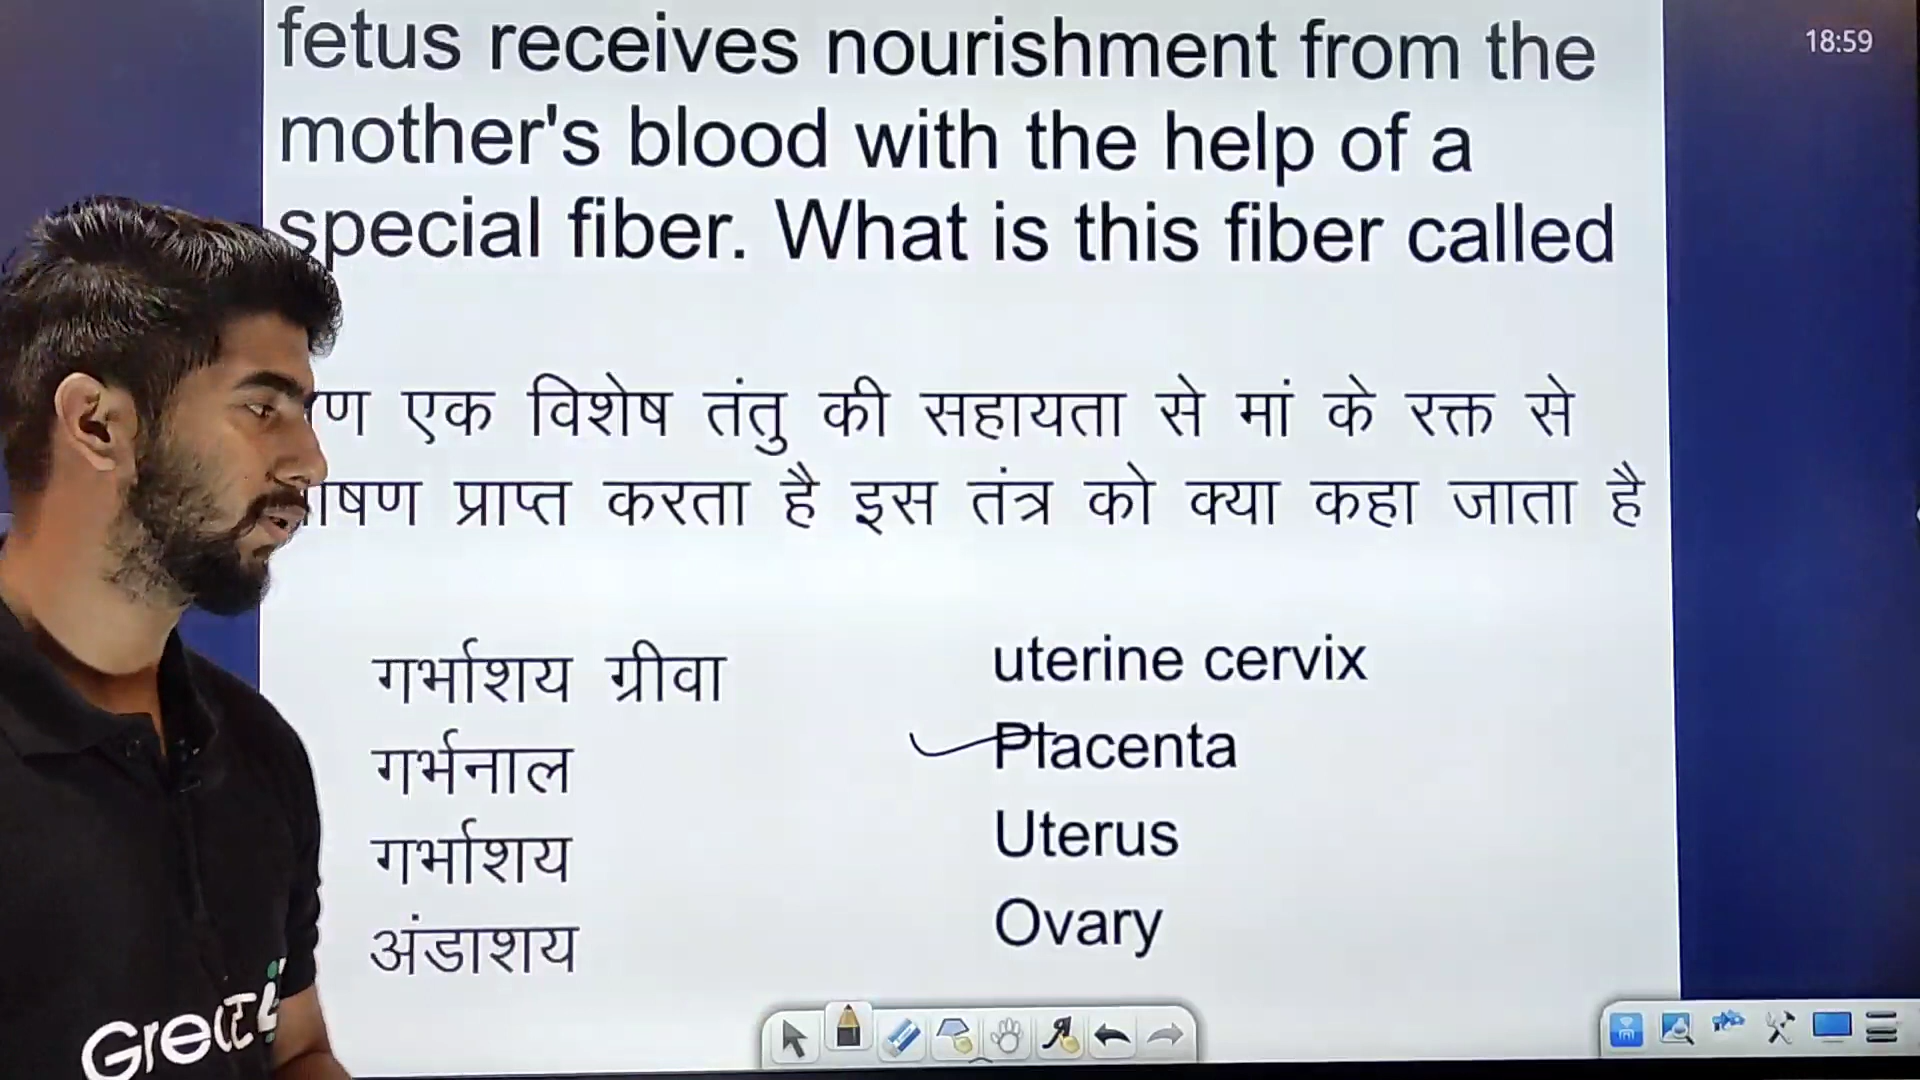 fetus receives nourishment from the
18:59
mother's blood with the help of a
special fiber. What is this fiber called
एक विशेष तंतु की सहायता से मां के रक्त से
प्राप्त करता है इस तंत्र को क्या कहा जाता है
गर्भाशय ग्रीवा
uterine cervix
गर्भनाल
Placenta
गर्भाशय
Uterus
अंडाशय
Ovary